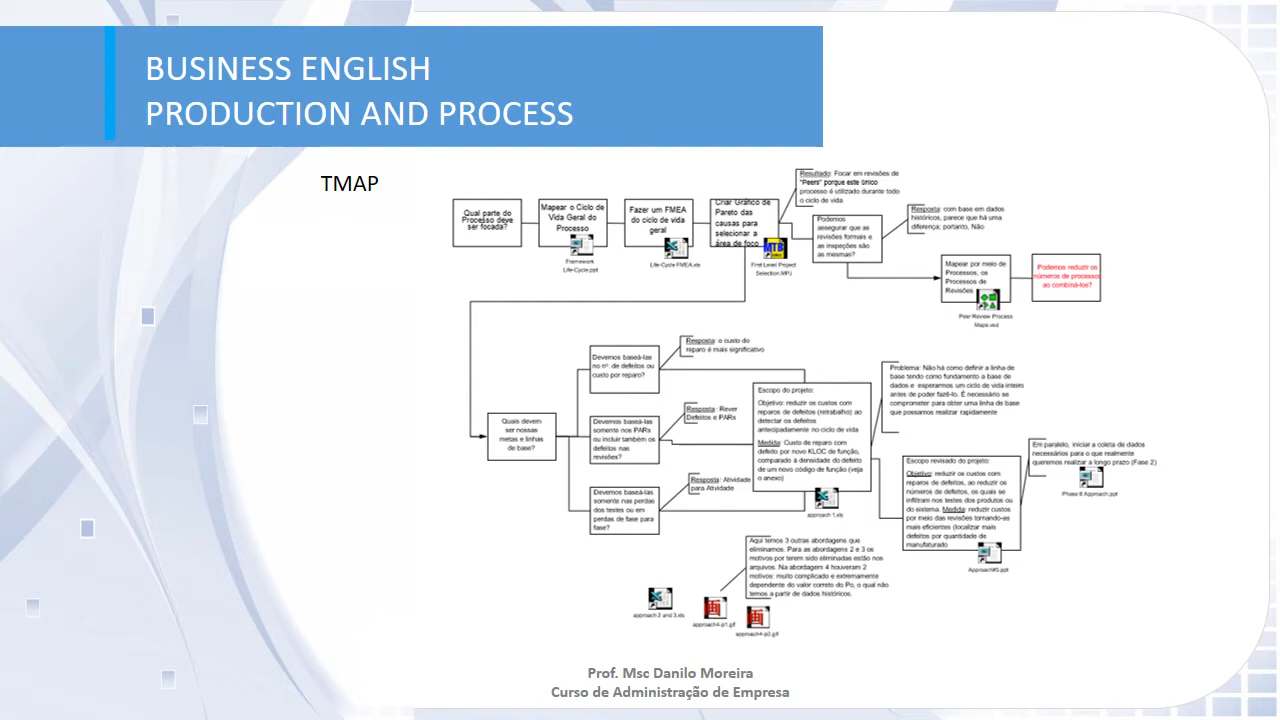 BUSINESS ENGLISH
PRODUCTION AND PROCESS
TMAP
Qual parte do
Processo deve
ser focada?
Mapear o Ciclo de
Vida Geral do
Processo
Framework
Life-Cycle.ppt
Fazer um FMEA
do ciclo de vida
geral
Life-Cycle FMEA.xls
Criar Gráfico de
Pareto das
causas para
selecionar a
área de foco
MTB
First Level Project
Selection.MPJ
Resultado: Focar em revisões de
"Peers" porque este único
processo é utilizado durante todo
o ciclo de vida
Podemos
assegurar que as
revisões formais e
as inspeções são
as mesmas?
Resposta: com base em dados
históricos, parece que há uma
diferença; portanto, Não
Mapear por meio de
Processos, os
Processos de
Revisões
Peer Review Process
Maps.vsd
Podemos reduzir os
números de processos
ao combiná-los?
Quais devem
ser nossas
metas e linhas
de base?
Devemos baseá-las
no nº. de defeitos ou
custo por reparo?
Resposta: o custo do
reparo é mais significativo
Devemos baseá-las
somente nos PARs
ou incluir também os
defeitos nas
revisões?
Resposta : Rever
Defeitos e PARs
Devemos baseá-las
somente nas perdas
dos testes ou em
perdas de fase para
fase?
Resposta: Atividade
para Atividade
Escopo do projeto:
Objetivo: reduzir os custos com
reparos de defeitos (retrabalho) ao
detectar os defeitos
antecipadamente no ciclo de vida
Medida: Custo de reparo com
defeito por novo KLOC de função,
comparado à densidade do defeito
de um novo código de função (veja
o anexo)
approach 1.xls
Problema: Não há como definir a linha de
base tendo como fundamento a base de
dados e esperarmos um ciclo de vida inteiro
antes de poder fazê-lo. É necessário se
comprometer para obter uma linha de base
que possamos realizar rapidamente
Escopo revisado do projeto:
Objetivo: reduzir os custos com
reparos de defeitos, ao reduzir os
números de defeitos, os quais se
infiltram nos testes dos produtos ou
do sistema. Medida: reduzir custos
por meio das revisões tornando-as
mais eficientes (localizar mais
defeitos por quantidade de
manufaturado
Approach#5.ppt
Em paralelo, iniciar a coleta de dados
necessários para o que realmente
queremos realizar a longo prazo (Fase 2)
Phase II Approach.ppt
Aqui temos 3 outras abordagens que
eliminamos. Para as abordagens 2 e 3 os
motivos por terem sido eliminadas estão nos
arquivos. Na abordagem 4 houveram 2
motivos: muito complicado e extremamente
dependente do valor correto do Po, o qual não
temos a partir de dados históricos.
approach 2 and 3.xls
approach4-p1.gif
approach4-p2.gif
Prof. Msc Danilo Moreira
Curso de Administração de Empresa